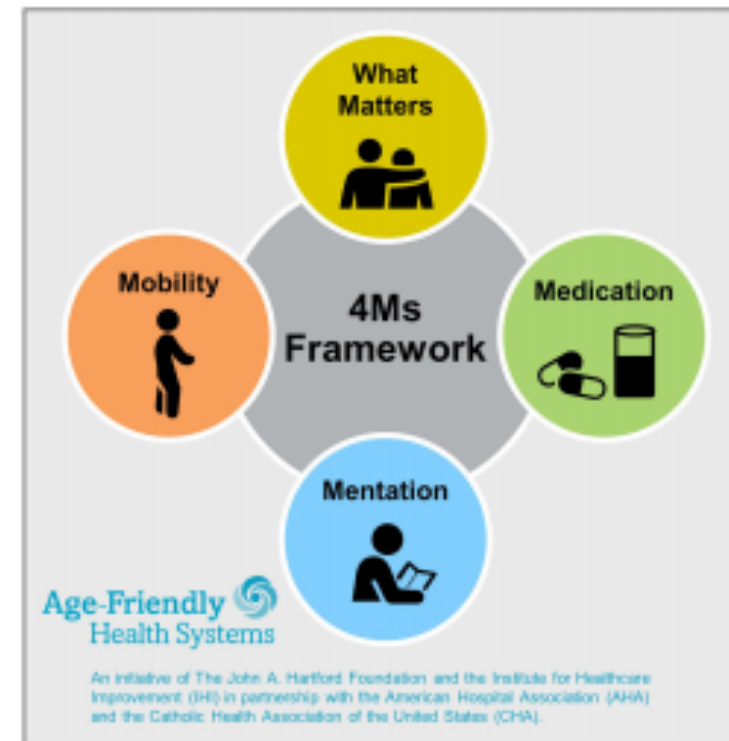 What
Matters
Mobility
4Ms
Framework
Medication
Mentation
Age-Friendly
Health Systems
An initiative of The John A. Hartford Foundation and the Institute for Healthcare
Improvement (IHI) in partnership with the American Hospital Association (AHA)
and the Catholic Health Association of the United States (CHA).